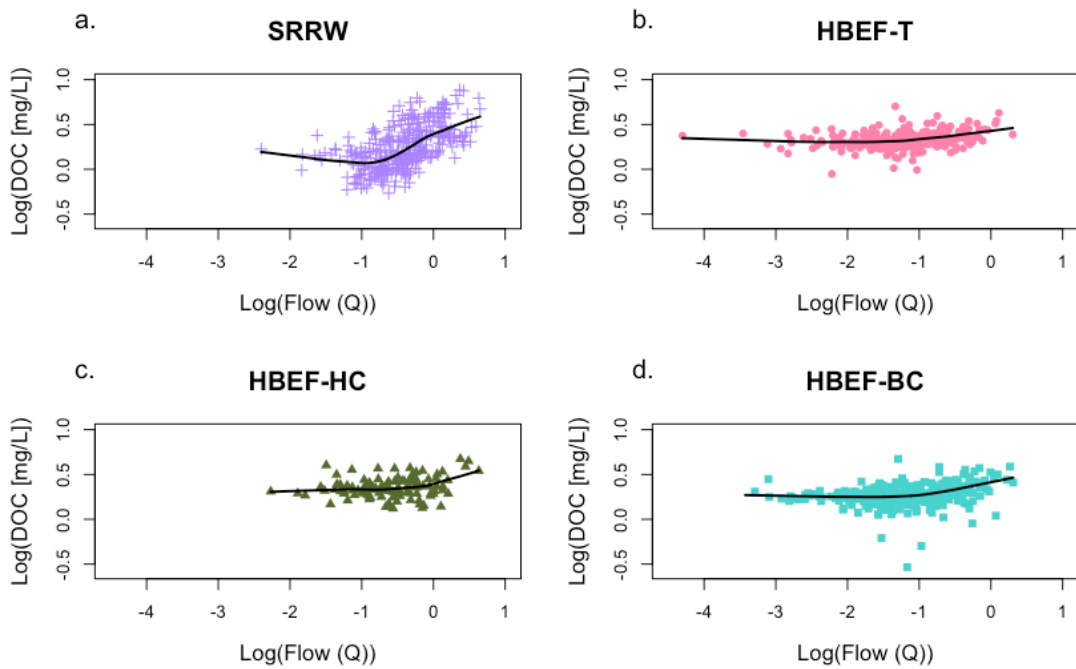 a.
SRRW
Log(DOC [mg/L])
1.0
0.5
0.0
-0.5
-4 -3 -2 -1 0 1
Log(Flow (Q))
b.
HBEF-T
Log(DOC [mg/L])
1.0
0.5
0.0
-0.5
-4 -3 -2 -1 0 1
Log(Flow (Q))
c.
HBEF-HC
Log(DOC [mg/L])
1.0
0.5
0.0
-0.5
-4 -3 -2 -1 0 1
Log(Flow (Q))
d.
HBEF-BC
Log(DOC [mg/L])
1.0
0.5
0.0
-0.5
-4 -3 -2 -1 0 1
Log(Flow (Q))